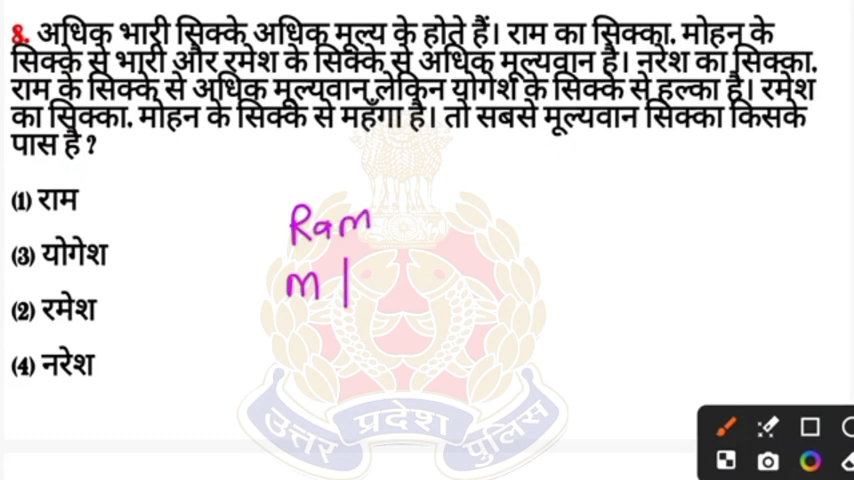 8. अधिक भारी सिक्के अधिक मूल्य के होते हैं। राम का सिक्का, मोहन के
सिक्के से भारी और रमेश के सिक्के से अधिक मूल्यवान है। नरेश का सिक्का,
राम के सिक्के से अधिक मूल्यवान लेकिन योगेश के सिक्के से हल्का है। रमेश
का सिक्का, मोहन के सिक्के से महँगा है। तो सबसे मूल्यवान सिक्का किसके
पास है ?
(1) राम
Ram
(3) योगेश
m |
(2) रमेश
(4) नरेश
उत्तर प्रदेश पुलिस